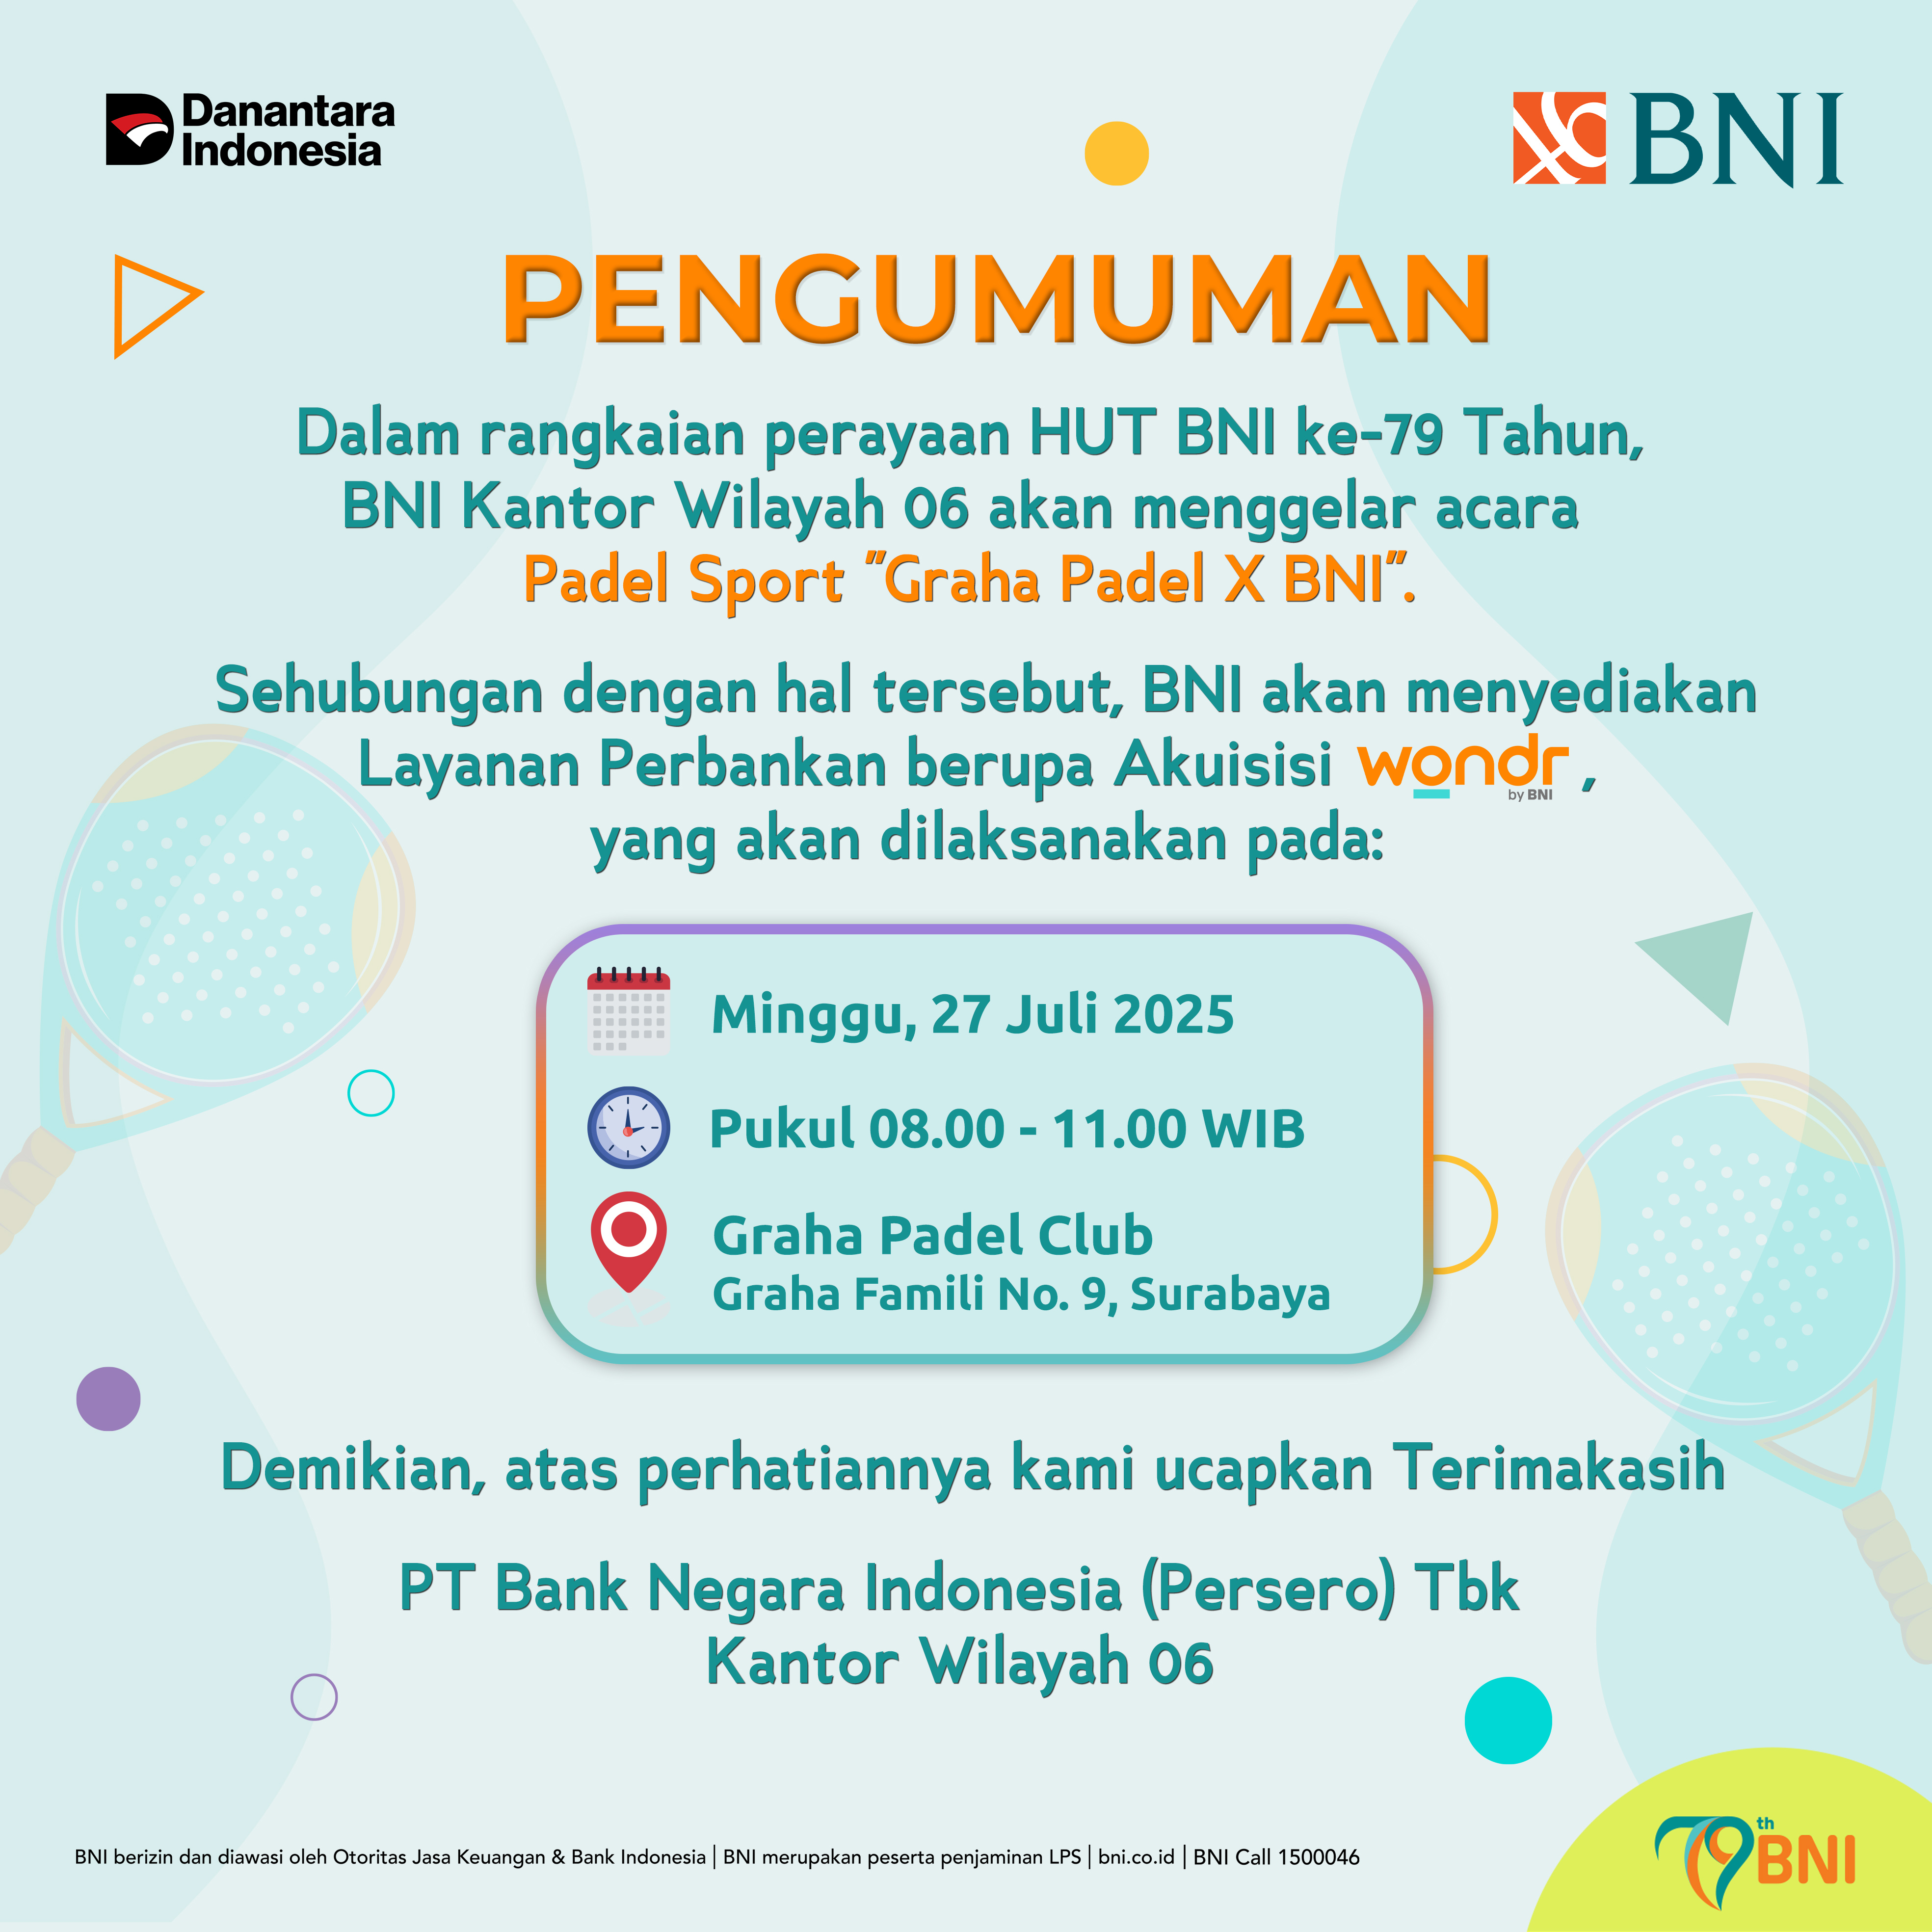 Danantara
Indonesia
BNI
PENGUMUMAN
Dalam rangkaian perayaan HUT BNI ke-79 Tahun,
BNI Kantor Wilayah 06 akan menggelar acara
Padel Sport "Graha Padel X BNI".
Sehubungan dengan hal tersebut, BNI akan menyediakan
Layanan Perbankan berupa Akuisisi wondr by BNI ,
yang akan dilaksanakan pada:
Minggu, 27 Juli 2025
Pukul 08.00 - 11.00 WIB
Graha Padel Club
Graha Famili No. 9, Surabaya
Demikian, atas perhatiannya kami ucapkan Terimakasih
PT Bank Negara Indonesia (Persero) Tbk
Kantor Wilayah 06
BNI berizin dan diawasi oleh Otoritas Jasa Keuangan & Bank Indonesia | BNI merupakan peserta penjaminan LPS | bni.co.id | BNI Call 1500046
79th BNI